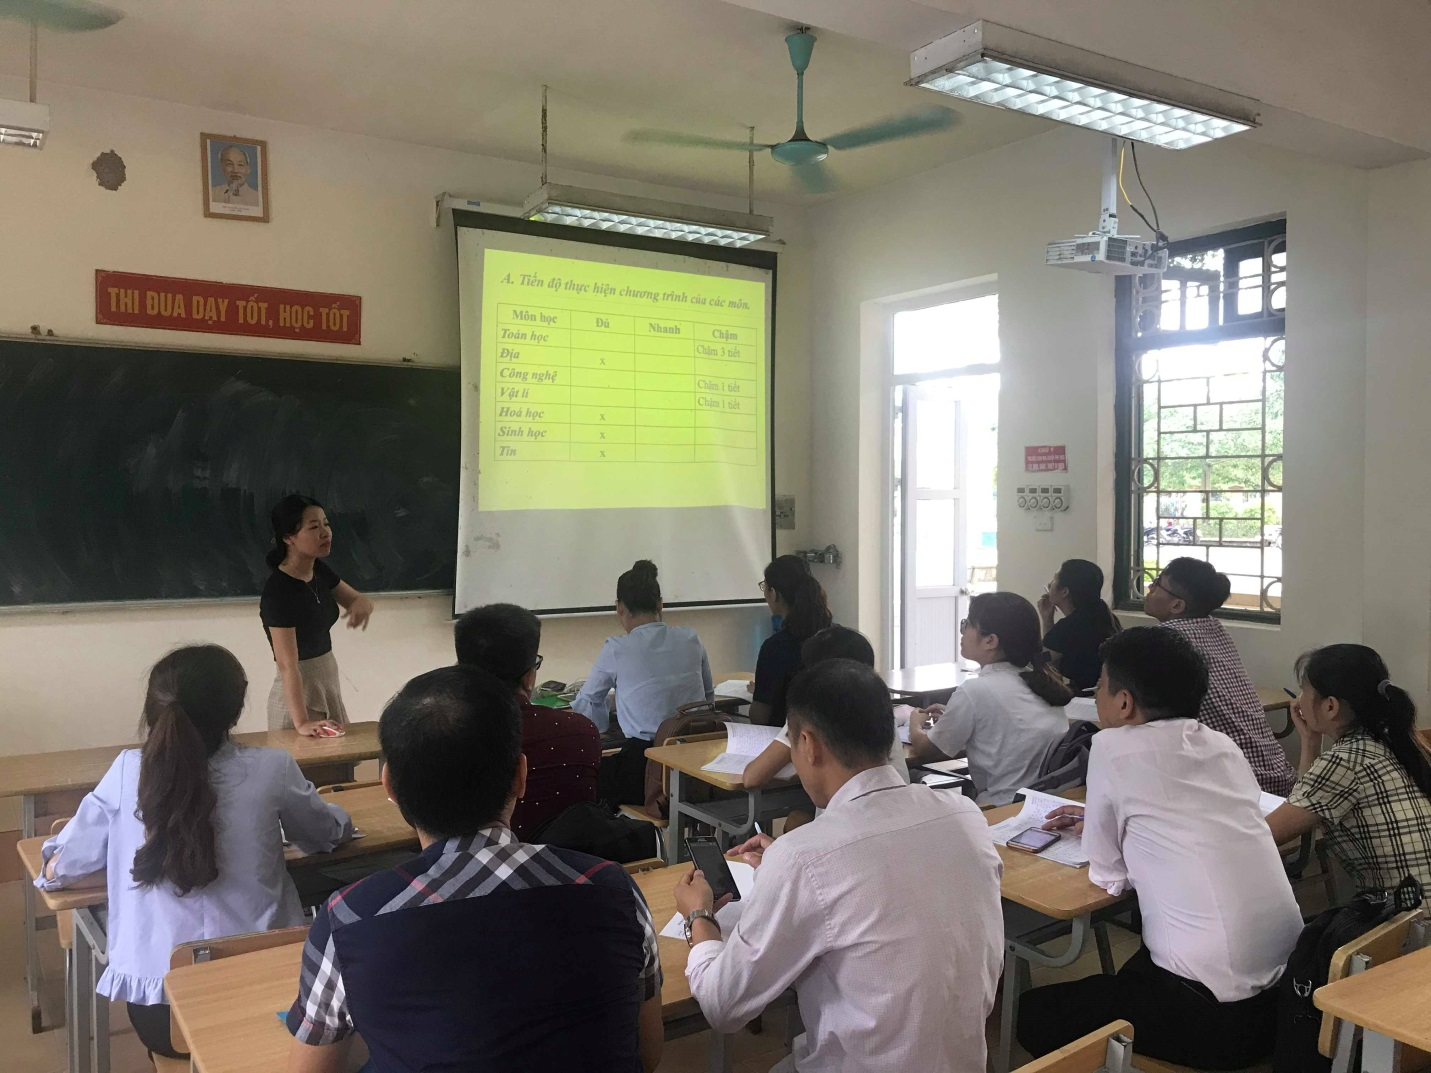 THI ĐUA DẠY TỐT, HỌC TỐT
A. Tiến độ thực hiện chương trình của các môn.
Môn học Đủ Nhanh Chậm
Toán học Chậm 3 tiết
Địa x
Công nghệ Chậm 1 tiết
Vật lí Chậm 1 tiết
Hoá học x
Sinh học x
Tin x
CHÚ Ý